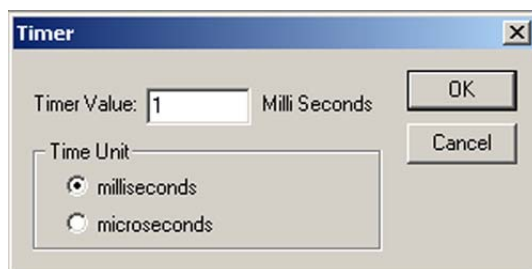 Timer
Timer Value: 1 Milli Seconds
OK
Cancel
Time Unit
milliseconds
microseconds